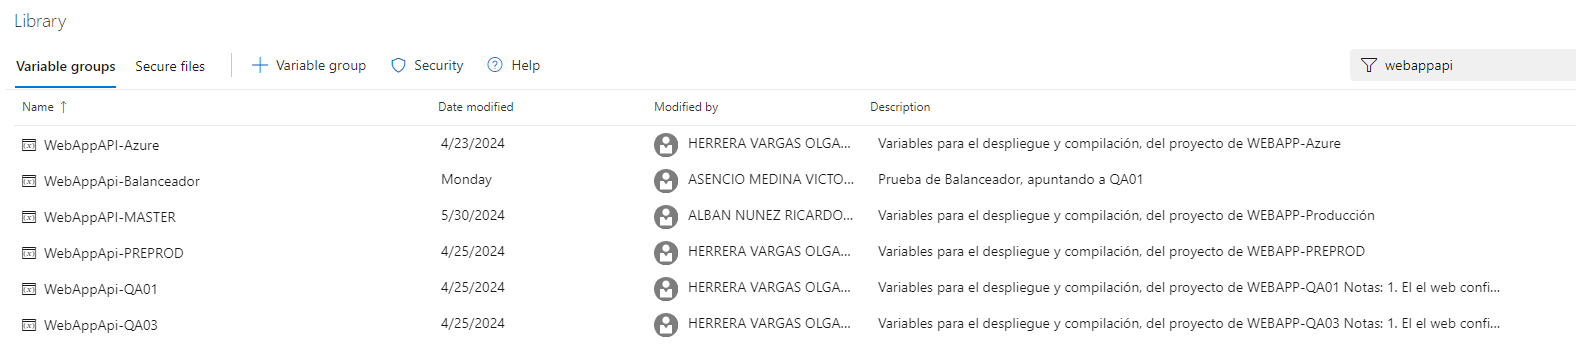 Library
Variable groups Secure files Variable group Security Help webappapi
Name ↑ Date modified Modified by Description
WebAppAPI-Azure 4/23/2024 HERRERA VARGAS OLGA... Variables para el despliegue y compilación, del proyecto de WEBAPP-Azure
WebAppApi-Balanceador Monday ASENCIO MEDINA VICTO... Prueba de Balanceador, apuntando a QA01
WebAppAPI-MASTER 5/30/2024 ALBAN NUNEZ RICARDO... Variables para el despliegue y compilación, del proyecto de WEBAPP-Producción
WebAppApi-PREPROD 4/25/2024 HERRERA VARGAS OLGA... Variables para el despliegue y compilación, del proyecto de WEBAPP-PREPROD
WebAppApi-QA01 4/25/2024 HERRERA VARGAS OLGA... Variables para el despliegue y compilación, del proyecto de WEBAPP-QA01 Notas: 1. El el web confi...
WebAppApi-QA03 4/25/2024 HERRERA VARGAS OLGA... Variables para el despliegue y compilación, del proyecto de WEBAPP-QA03 Notas: 1. El el web confi...